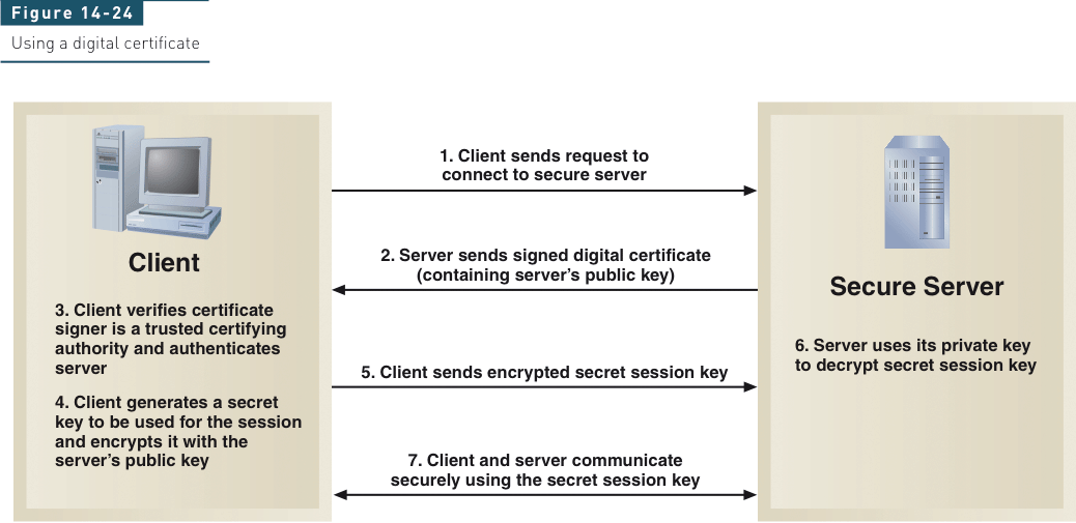 Figure 14-24
Using a digital certificate
1. Client sends request to
connect to secure server
2. Server sends signed digital certificate
(containing server's public key)
Client
3. Client verifies certificate
signer is a trusted certifying
authority and authenticates
server
4. Client generates a secret
key to be used for the session
and encrypts it with the
server's public key
5. Client sends encrypted secret session key
Secure Server
6. Server uses its private key
to decrypt secret session key
7. Client and server communicate
securely using the secret session key